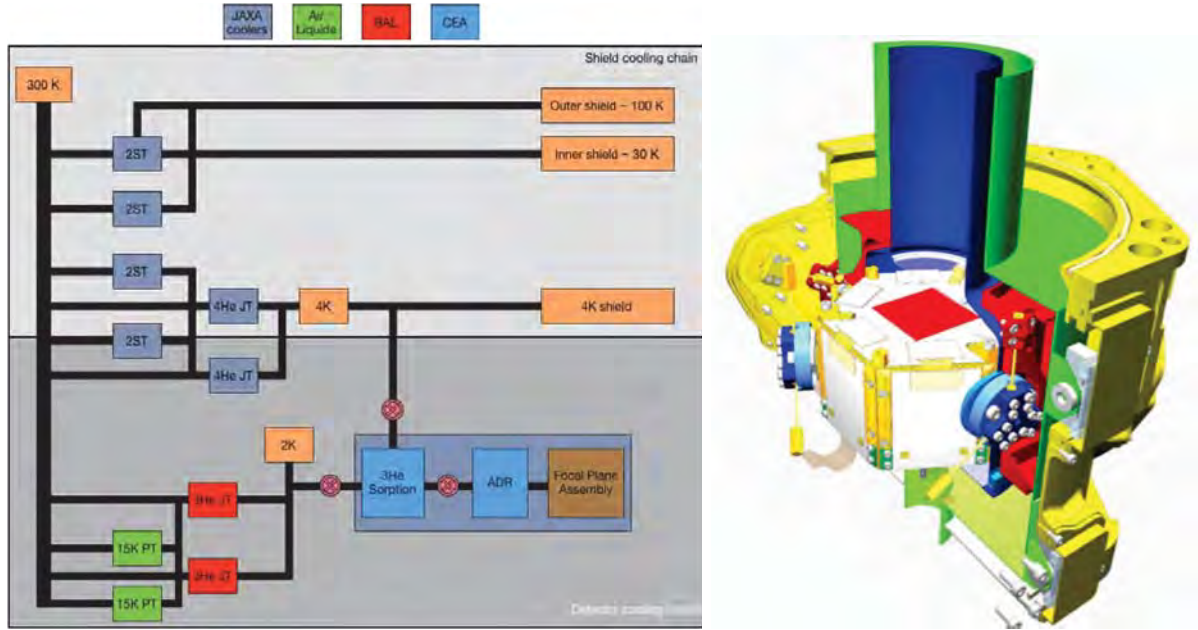 JAXA
coolers
Air
Liquide
RAL
CEA
Shield cooling chain
300 K
Outer shield ~ 100 K
2ST
Inner shield ~ 30 K
2ST
2ST
4He JT
4K
4K shield
2ST
4He JT
2K
3He
Sorption
ADR
Focal Plane
Assembly
3He JT
15K PT
3He JT
15K PT
Detector cooling